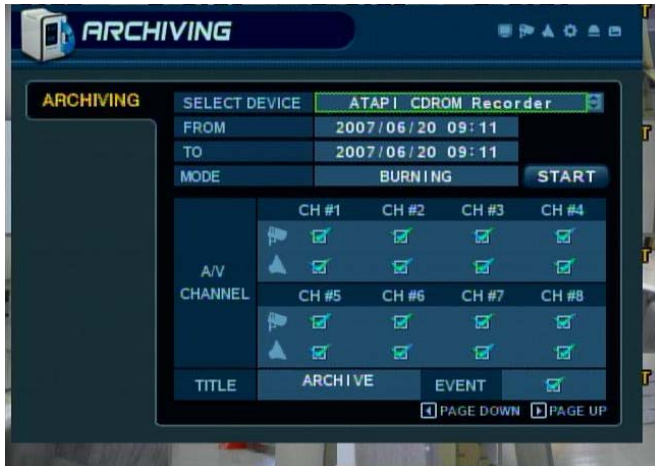 ARCHIVING
ARCHIVING
SELECT DEVICE ATAPI CDROM Recorder
FROM 2007/06/20 09:11
TO 2007/06/20 09:11
MODE BURNING START
CH #1 CH #2 CH #3 CH #4
A/V
CHANNEL
CH #5 CH #6 CH #7 CH #8
TITLE ARCHIVE EVENT
PAGE DOWN PAGE UP
T
T
T
T